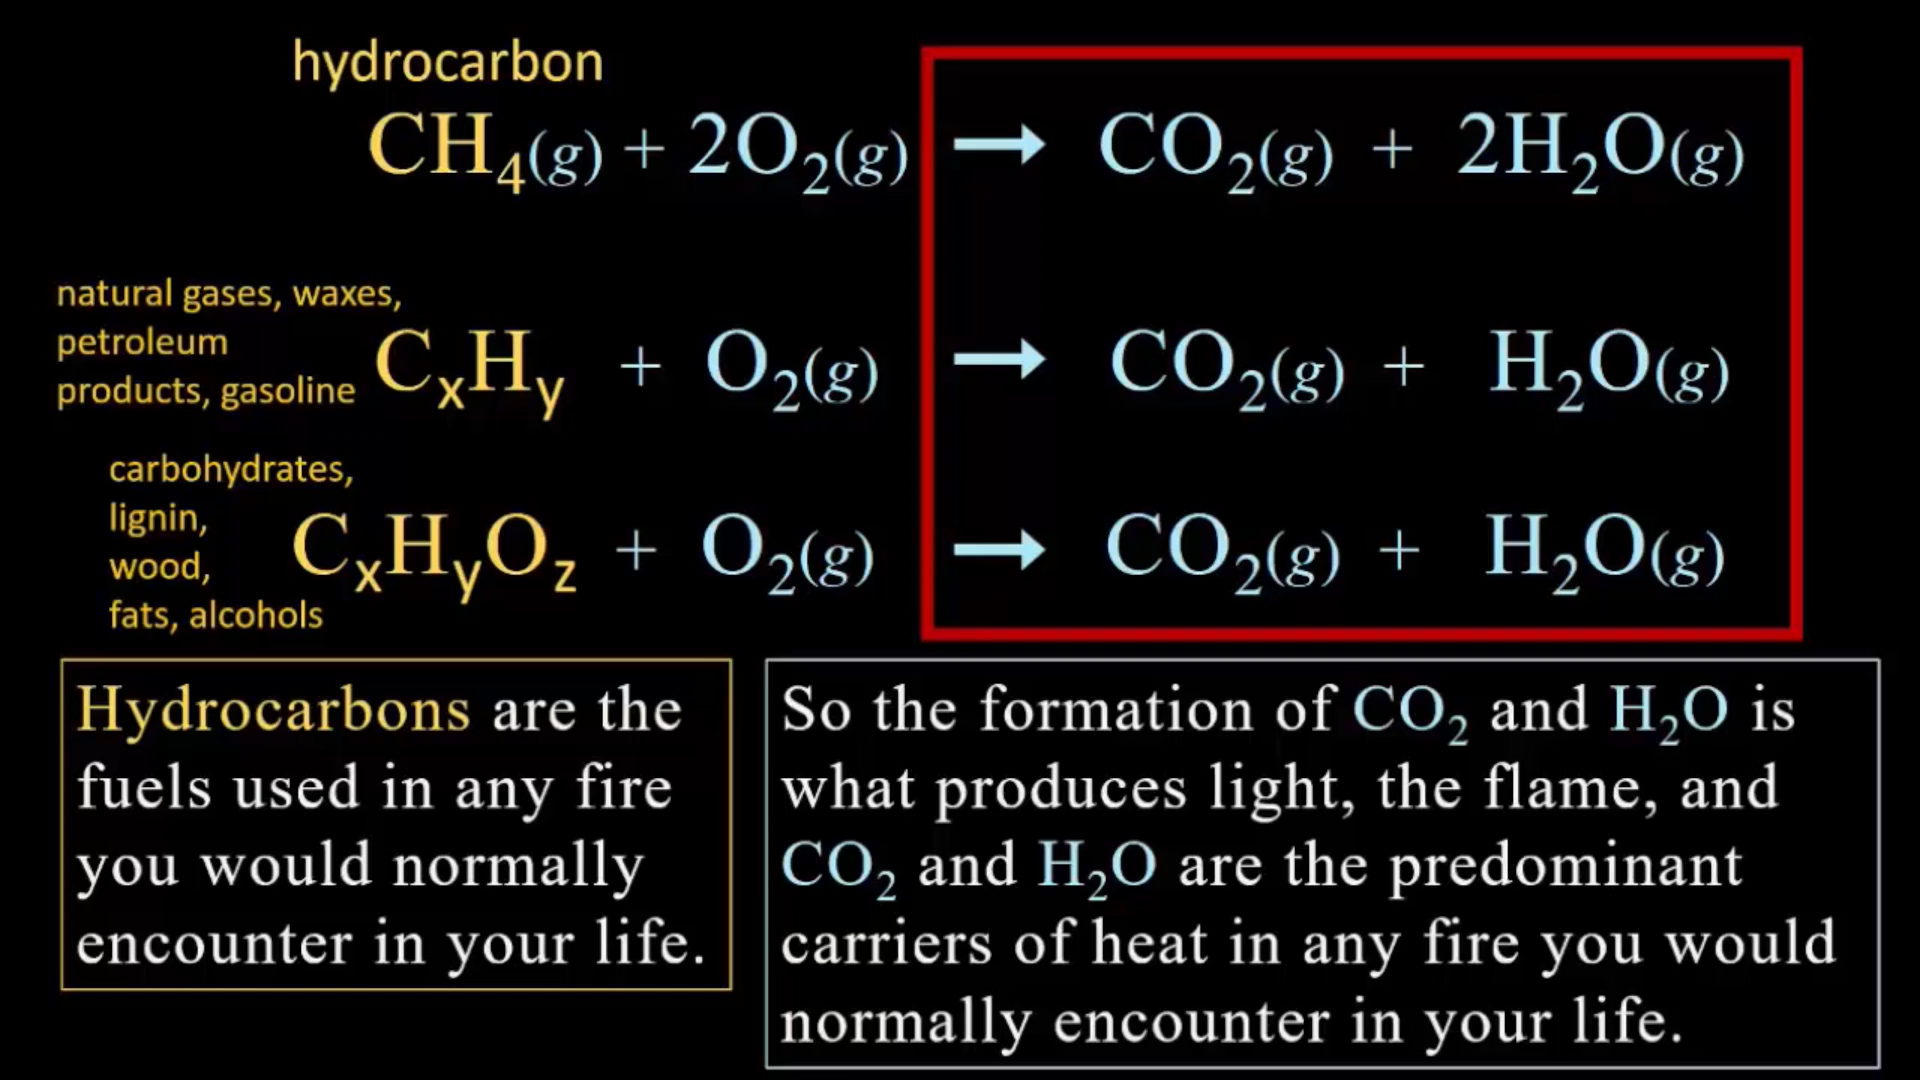 hydrocarbon
CH₄(g) + 2O₂(g) → CO₂(g) + 2H₂O(g)
natural gases, waxes,
petroleum
products, gasoline
CₓHᵧ + O₂(g) → CO₂(g) + H₂O(g)
carbohydrates,
lignin,
wood,
fats, alcohols
CₓHᵧO_z + O₂(g) → CO₂(g) + H₂O(g)
Hydrocarbons are the
fuels used in any fire
you would normally
encounter in your life.
So the formation of CO₂ and H₂O is
what produces light, the flame, and
CO₂ and H₂O are the predominant
carriers of heat in any fire you would
normally encounter in your life.